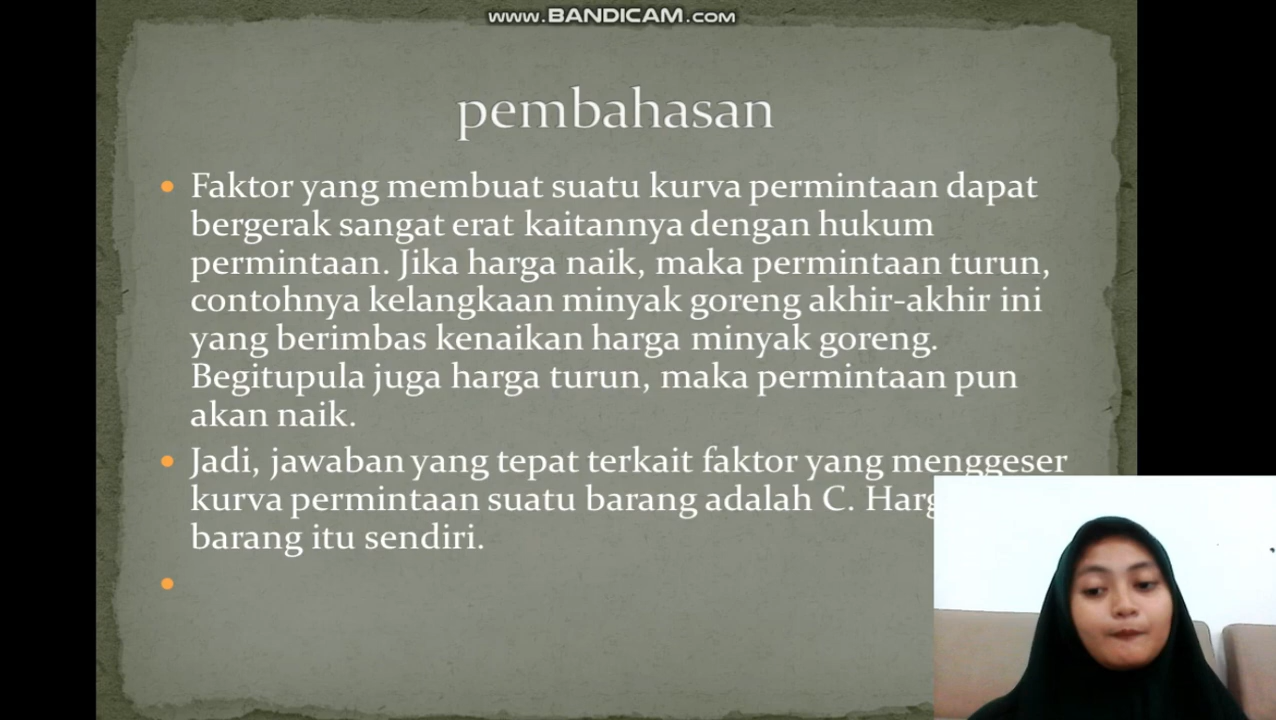 www.BANDICAM.com
pembahasan
Faktor yang membuat suatu kurva permintaan dapat
bergerak sangat erat kaitannya dengan hukum
permintaan. Jika harga naik, maka permintaan turun,
contohnya kelangkaan minyak goreng akhir-akhir ini
yang berimbas kenaikan harga minyak goreng.
Begitupula juga harga turun, maka permintaan pun
akan naik.
Jadi, jawaban yang tepat terkait faktor yang menggeser
kurva permintaan suatu barang adalah C.
barang itu sendiri.